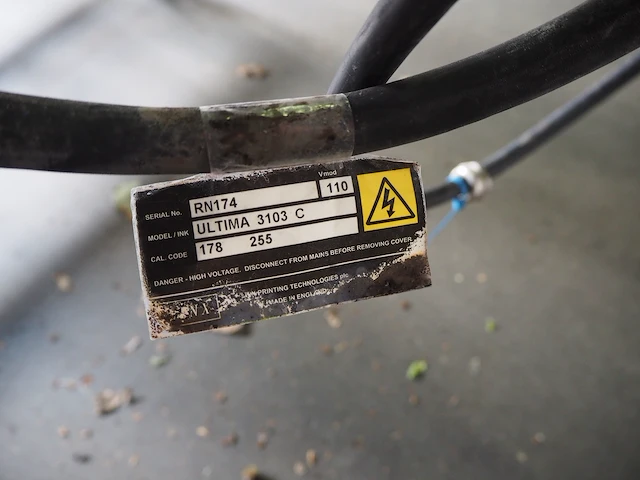 Vmod
SERIAL No. RN174 110
MODEL / INK ULTIMA 3103 C
CAL. CODE 178 255
DANGER - HIGH VOLTAGE. DISCONNECT FROM MAINS BEFORE REMOVING COVER
PRINTING TECHNOLOGIES plc
MADE IN ENGLAND